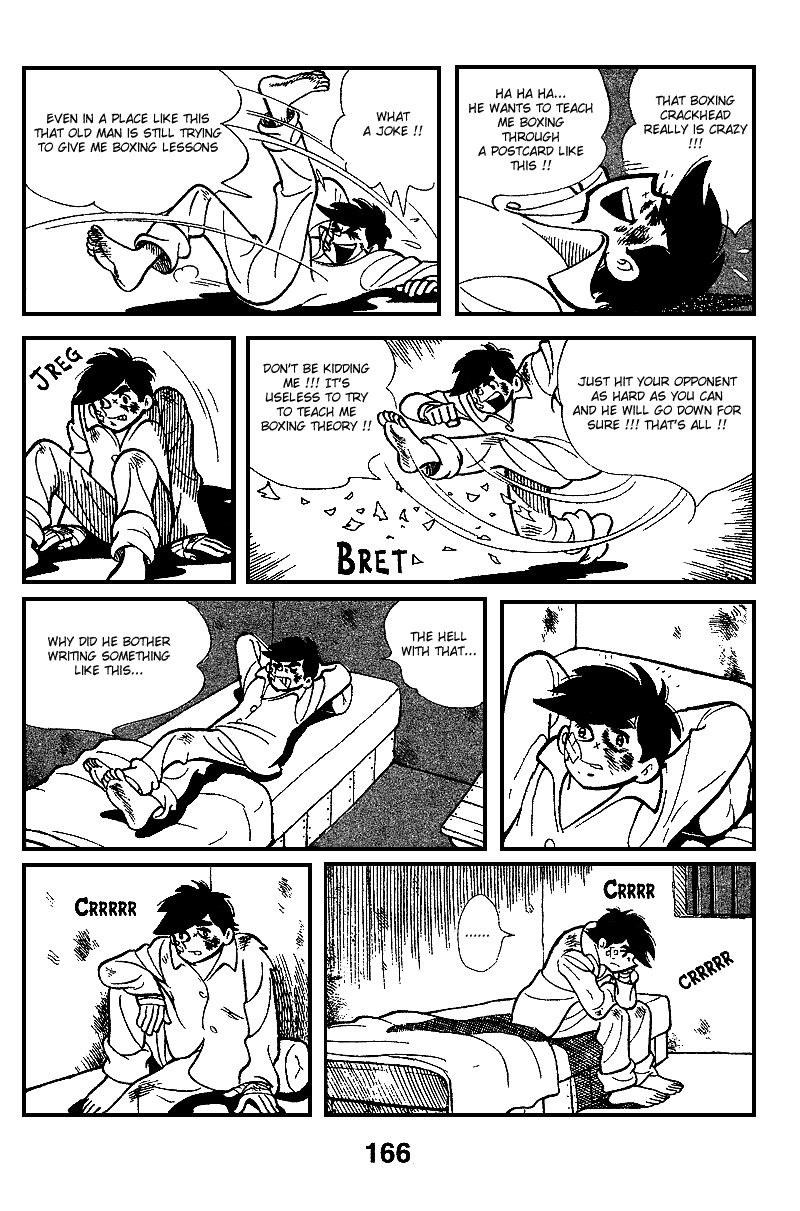 EVEN IN A PLACE LIKE THIS
THAT OLD MAN IS STILL TRYING
TO GIVE ME BOXING LESSONS
WHAT
A JOKE !!
HA HA HA...
HE WANTS TO TEACH
ME BOXING
THROUGH
A POSTCARD LIKE
THIS !!
THAT BOXING
CRACKHEAD
REALLY IS CRAZY
!!!
JREG
DON'T BE KIDDING
ME !!! IT'S
USELESS TO TRY
TO TEACH ME
BOXING THEORY !!
JUST HIT YOUR OPPONENT
AS HARD AS YOU CAN
AND HE WILL GO DOWN FOR
SURE !!! THAT'S ALL !!
BRET
WHY DID HE BOTHER
WRITING SOMETHING
LIKE THIS...
THE HELL
WITH THAT...
CRRRRR
CRRRR
......
CRRRRR
166